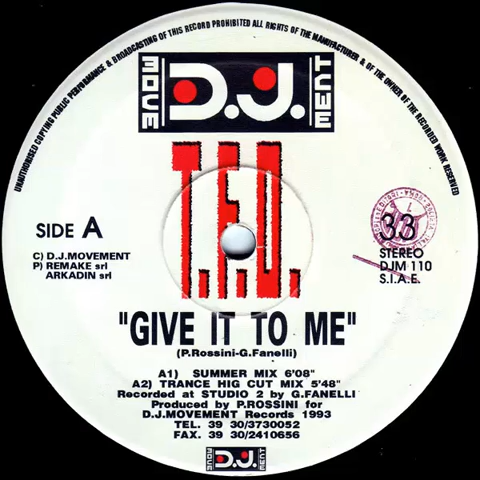 UNAUTHORISED COPYING PUBLIC PERFORMANCE & BROADCASTING OF THIS RECORD PROHIBITED ALL RIGHTS OF THE MANUFACTURER & OF THE OWNER OF THE RECORDED WORK RESERVED
MOVE D.J. MENT
T.F.O.
SIDE A
C) D.J.MOVEMENT
P) REMAKE srl
ARKADIN srl
33
STEREO
DJM 110
S.I.A.E.
"GIVE IT TO ME"
(P.Rossini-G.Fanelli)
A1) SUMMER MIX 6'08"
A2) TRANCE HIG CUT MIX 5'48"
Recorded at STUDIO 2 by G.FANELLI
Produced by P.ROSSINI for
D.J.MOVEMENT Records 1993
TEL. 39 30/3730052
FAX. 39 30/2410656
MOVE D.J. MENT